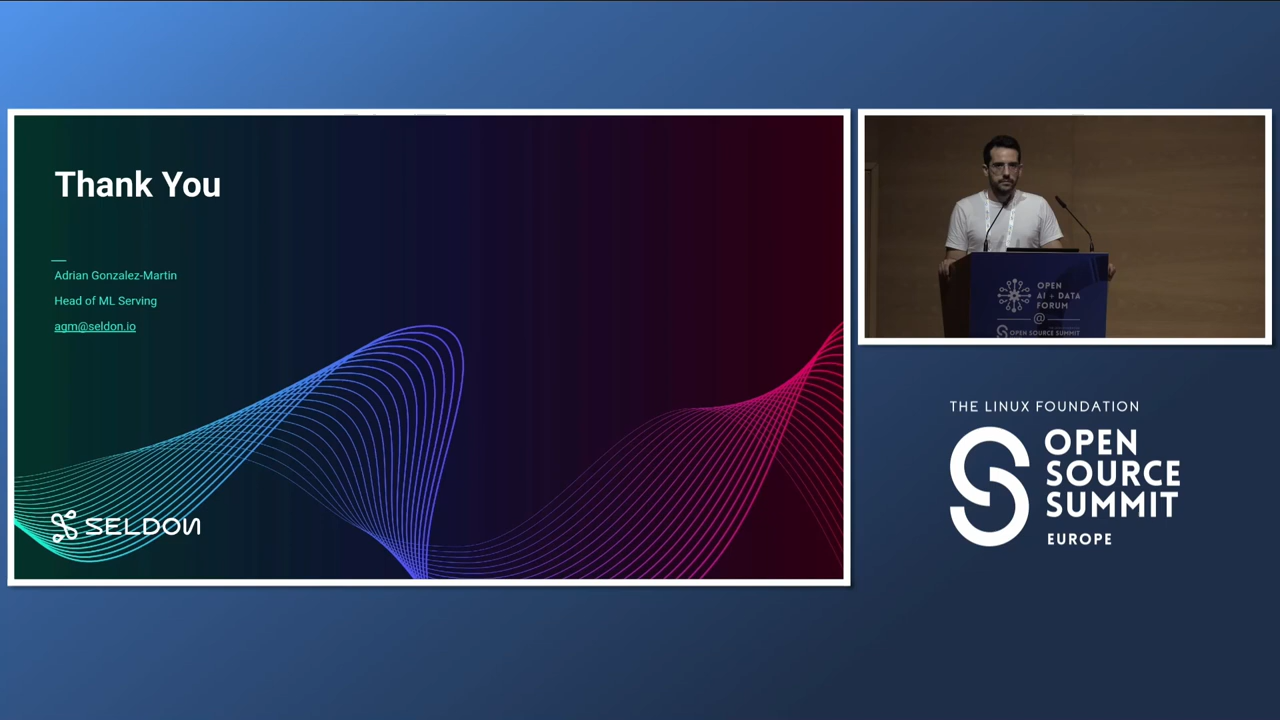 Thank You
Adrian Gonzalez-Martin
Head of ML Serving
agm@seldon.io
SELDON
OPEN
AI + DATA
FORUM
@
OPEN SOURCE SUMMIT
THE LINUX FOUNDATION
OPEN
SOURCE
SUMMIT
EUROPE